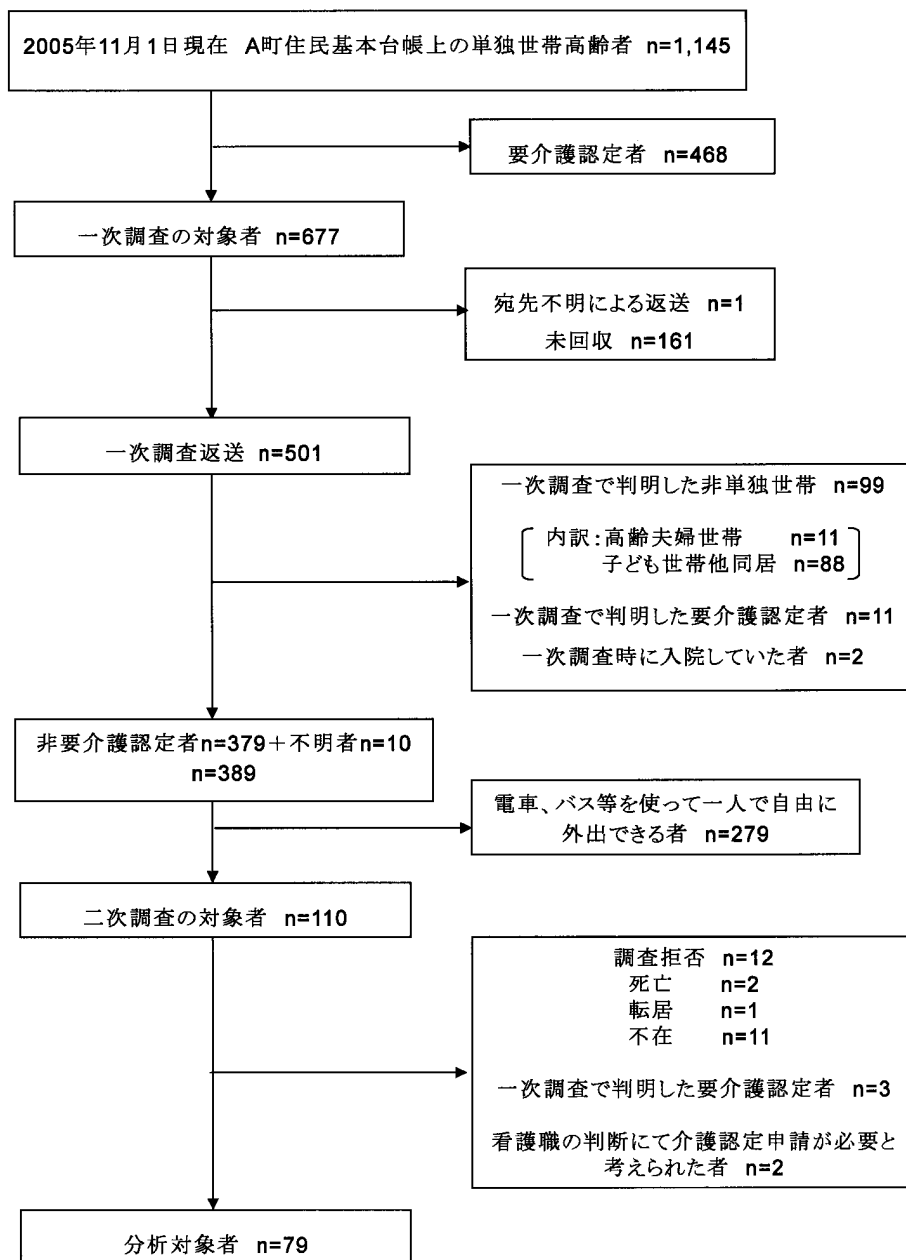 2005年11月1日現在 A町住民基本台帳上の単独世帯高齢者 n=1,145
要介護認定者 n=468
一次調査の対象者 n=677
宛先不明による返送 n=1
未回収 n=161
一次調査返送 n=501
一次調査で判明した非単独世帯 n=99
内訳：高齢夫婦世帯 n=11
子ども世帯他同居 n=88
一次調査で判明した要介護認定者 n=11
一次調査時に入院していた者 n=2
非要介護認定者n=379＋不明者n=10
n=389
電車、バス等を使って一人で自由に
外出できる者 n=279
二次調査の対象者 n=110
調査拒否 n=12
死亡 n=2
転居 n=1
不在 n=11
一次調査で判明した要介護認定者 n=3
看護職の判断にて介護認定申請が必要と
考えられた者 n=2
分析対象者 n=79